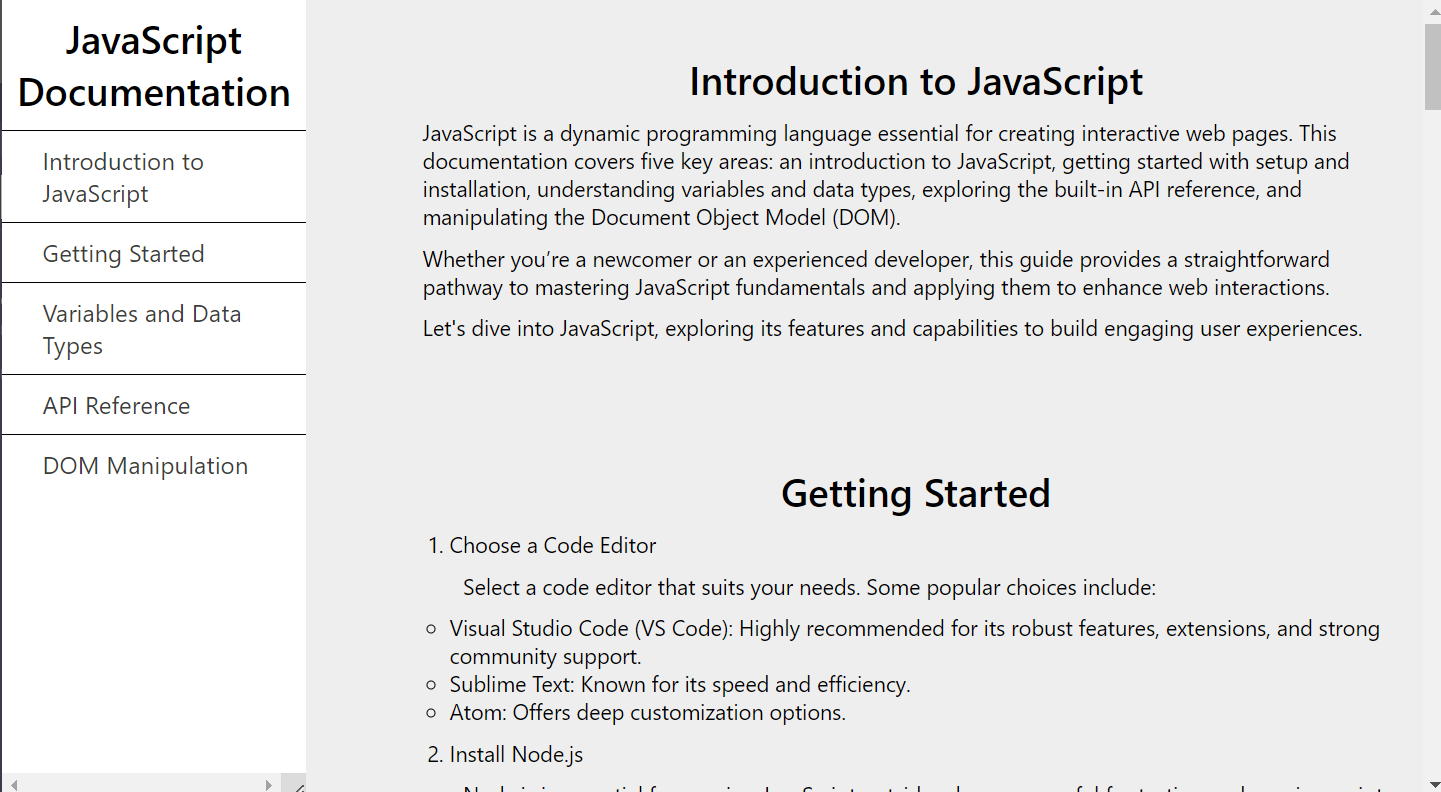 JavaScript
Documentation
Introduction to
JavaScript
Getting Started
Variables and Data
Types
API Reference
DOM Manipulation
Introduction to JavaScript
JavaScript is a dynamic programming language essential for creating interactive web pages. This
documentation covers five key areas: an introduction to JavaScript, getting started with setup and
installation, understanding variables and data types, exploring the built-in API reference, and
manipulating the Document Object Model (DOM).
Whether you’re a newcomer or an experienced developer, this guide provides a straightforward
pathway to mastering JavaScript fundamentals and applying them to enhance web interactions.
Let's dive into JavaScript, exploring its features and capabilities to build engaging user experiences.
Getting Started
1. Choose a Code Editor
Select a code editor that suits your needs. Some popular choices include:
Visual Studio Code (VS Code): Highly recommended for its robust features, extensions, and strong
community support.
Sublime Text: Known for its speed and efficiency.
Atom: Offers deep customization options.
2. Install Node.js